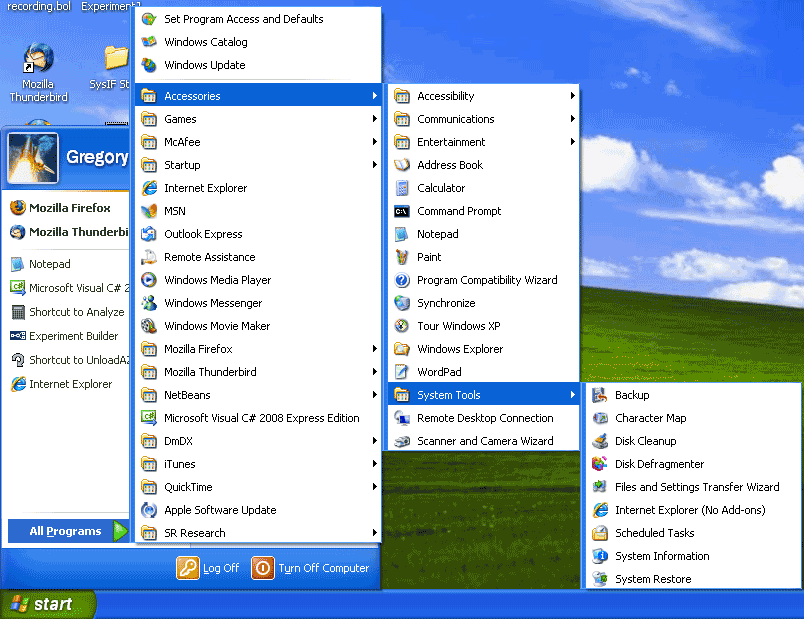 recording.bol Experiment
Mozilla
Thunderbird
SysIF St
Gregory
Mozilla Firefox
Mozilla Thunderbi
Notepad
Microsoft Visual C# 2
Shortcut to Analyze
Experiment Builder
Shortcut to UnloadAZ
Internet Explorer
All Programs
Log Off
Turn Off Computer
start
Set Program Access and Defaults
Windows Catalog
Windows Update
Accessories
Games
McAfee
Startup
Internet Explorer
MSN
Outlook Express
Remote Assistance
Windows Media Player
Windows Messenger
Windows Movie Maker
Mozilla Firefox
Mozilla Thunderbird
NetBeans
Microsoft Visual C# 2008 Express Edition
DmDX
iTunes
QuickTime
Apple Software Update
SR Research
Accessibility
Communications
Entertainment
Address Book
Calculator
Command Prompt
Notepad
Paint
Program Compatibility Wizard
Synchronize
Tour Windows XP
Windows Explorer
WordPad
System Tools
Remote Desktop Connection
Scanner and Camera Wizard
Backup
Character Map
Disk Cleanup
Disk Defragmenter
Files and Settings Transfer Wizard
Internet Explorer (No Add-ons)
Scheduled Tasks
System Information
System Restore